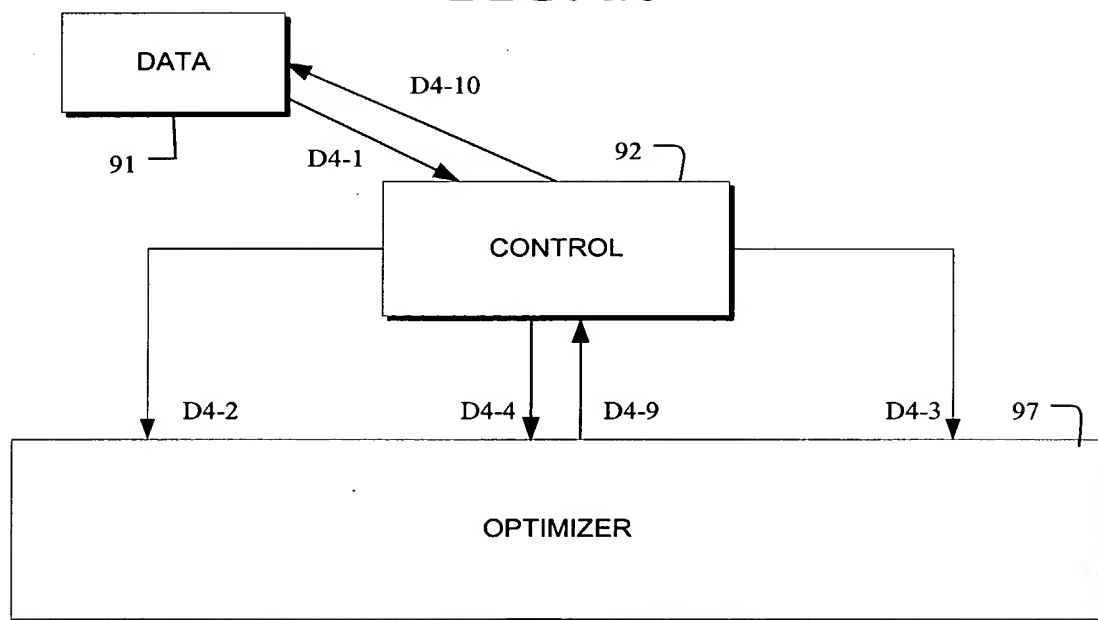 DATA
D4-10
91
D4-1
92
CONTROL
D4-2
D4-4
D4-9
D4-3
97
OPTIMIZER